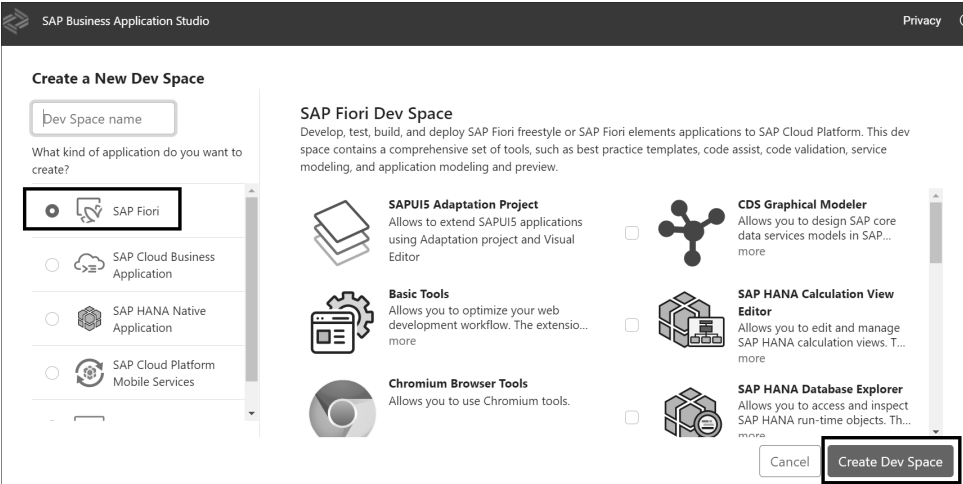 SAP Business Application Studio
Privacy
Create a New Dev Space
Dev Space name
What kind of application do you want to
create?
SAP Fiori
SAP Cloud Business
Application
SAP HANA Native
Application
SAP Cloud Platform
Mobile Services
SAP Fiori Dev Space
Develop, test, build, and deploy SAP Fiori freestyle or SAP Fiori elements applications to SAP Cloud Platform. This dev
space contains a comprehensive set of tools, such as best practice templates, code assist, code validation, service
modeling, and application modeling and preview.
SAPUI5 Adaptation Project
Allows to extend SAPUI5 applications
using Adaptation project and Visual
Editor
CDS Graphical Modeler
Allows you to design SAP core
data services models in SAP...
more
Basic Tools
Allows you to optimize your web
development workflow. The extensio...
more
SAP HANA Calculation View
Editor
Allows you to edit and manage
SAP HANA calculation views. T...
more
Chromium Browser Tools
Allows you to use Chromium tools.
SAP HANA Database Explorer
Allows you to access and inspect
SAP HANA run-time objects. Th...
more
Cancel
Create Dev Space